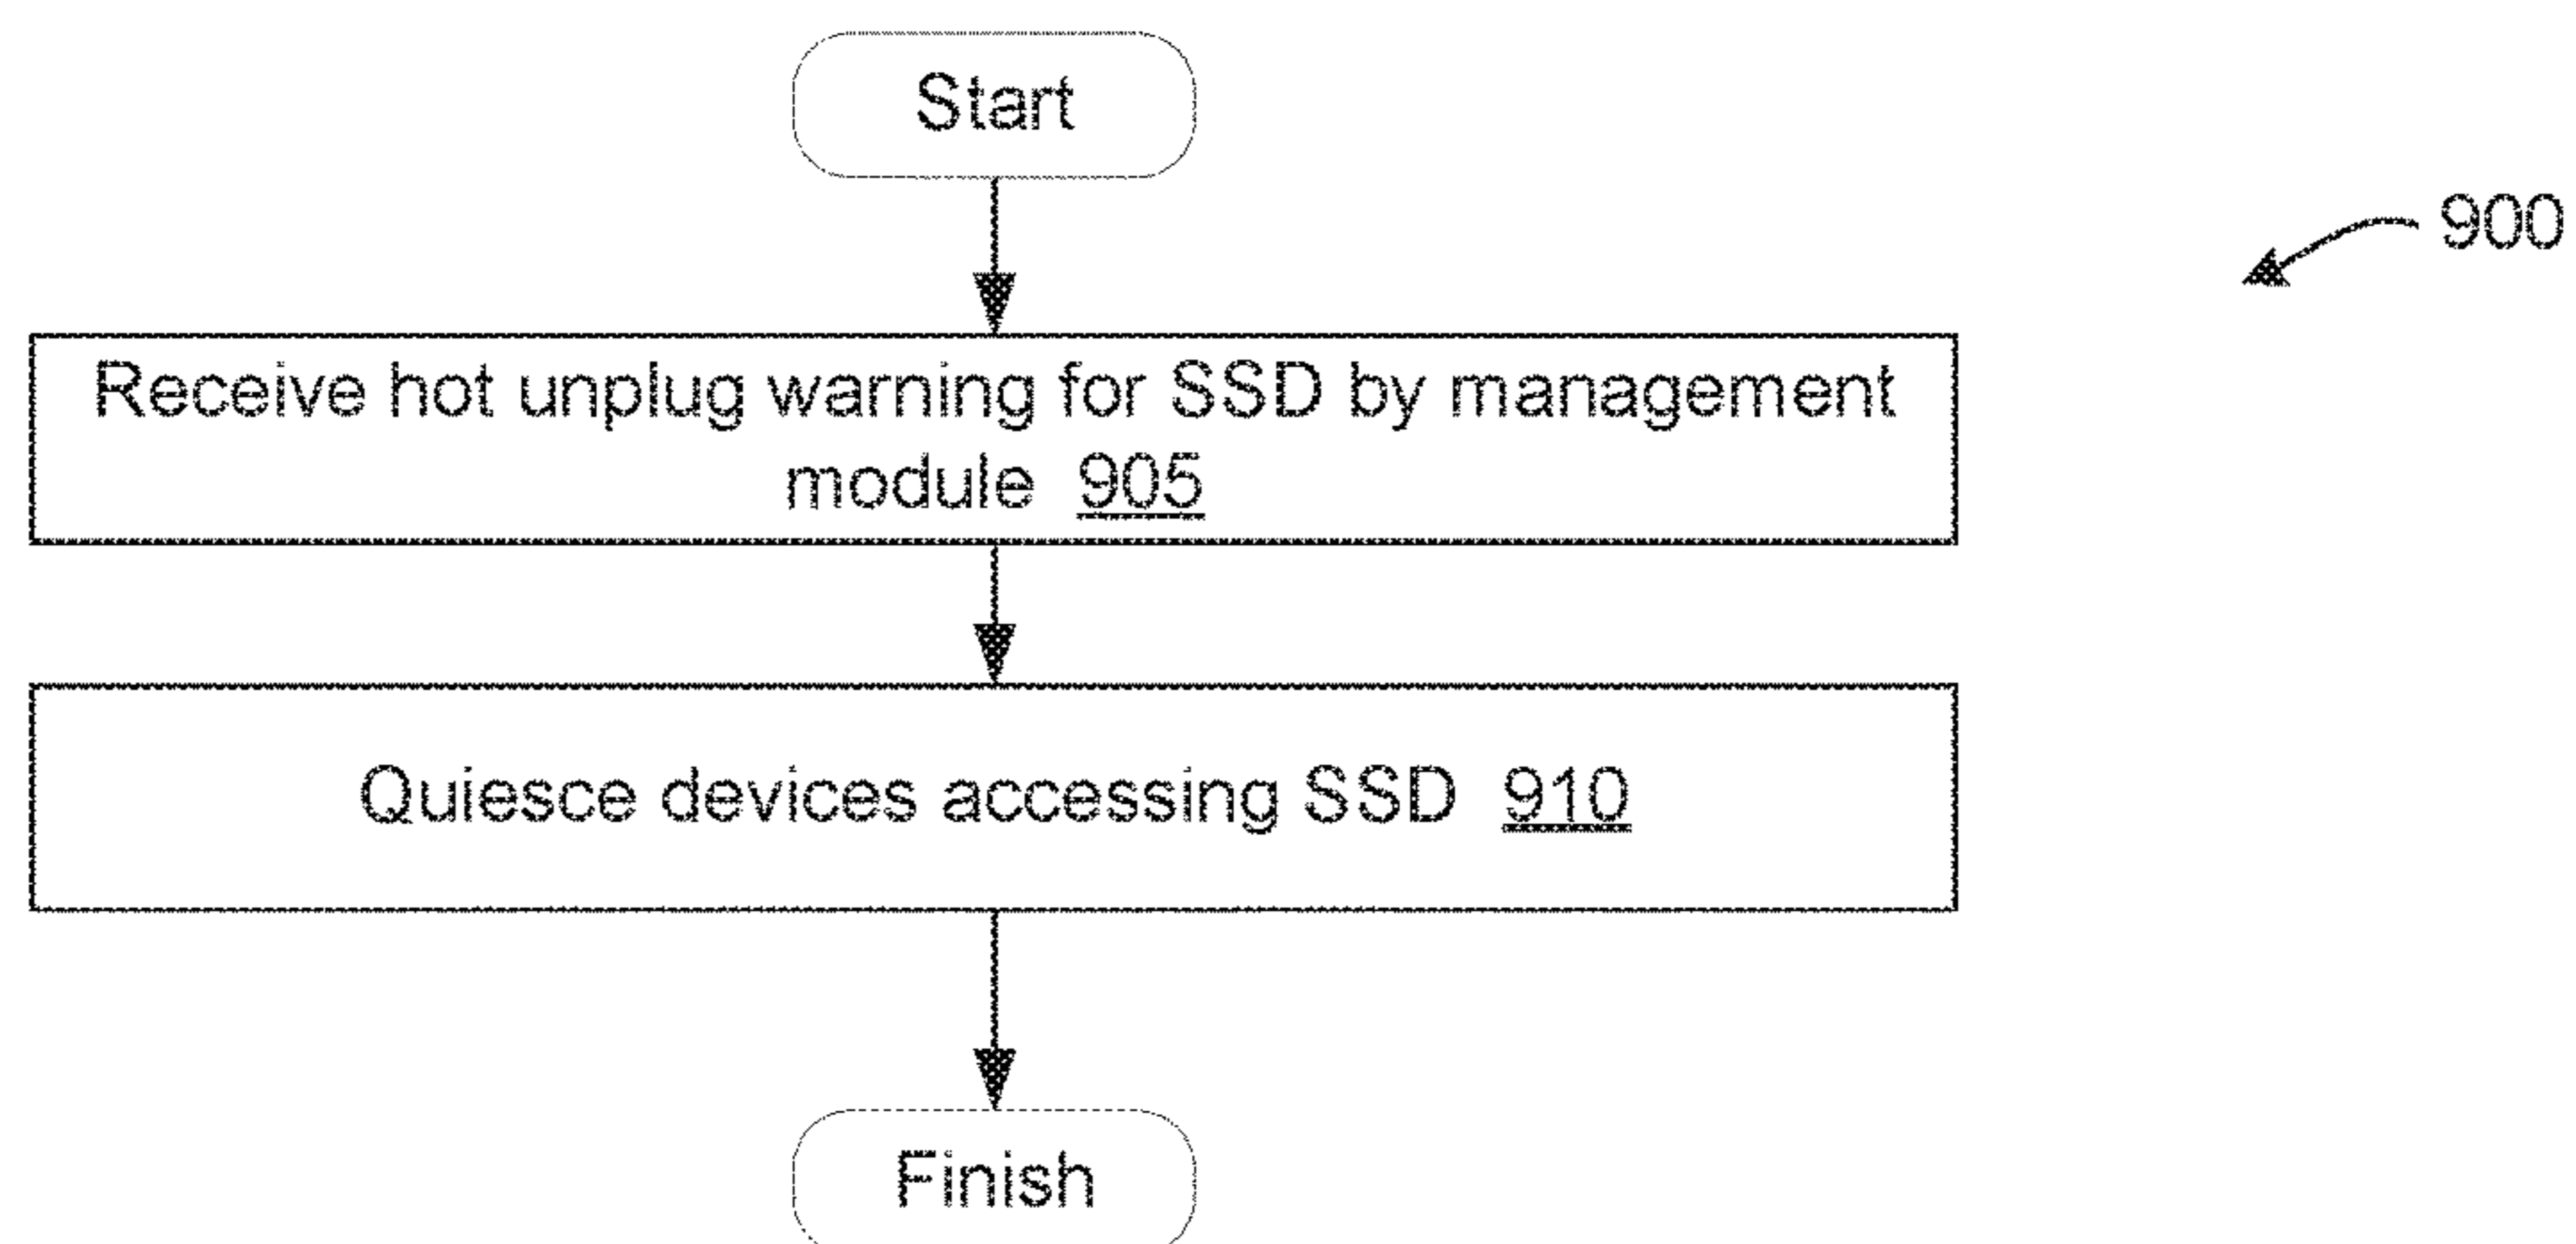 Start
900
Receive hot unplug warning for SSD by management
module 905
Quiesce devices accessing SSD 910
Finish